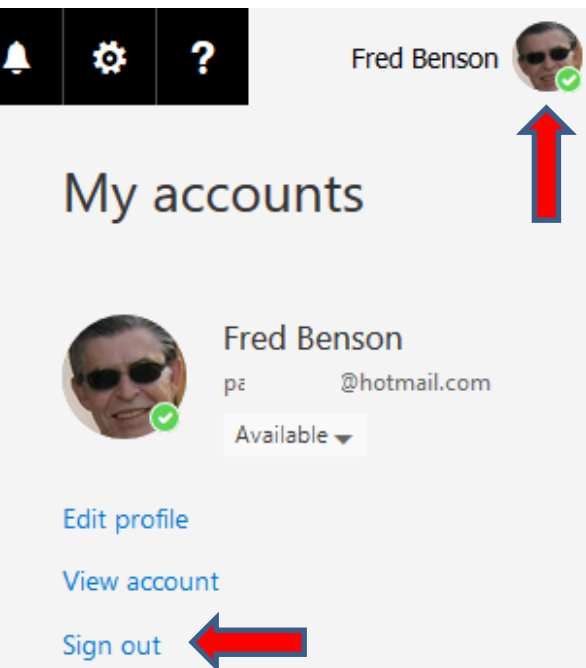 ? Fred Benson
My accounts
Fred Benson
pa @hotmail.com
Available
Edit profile
View account
Sign out